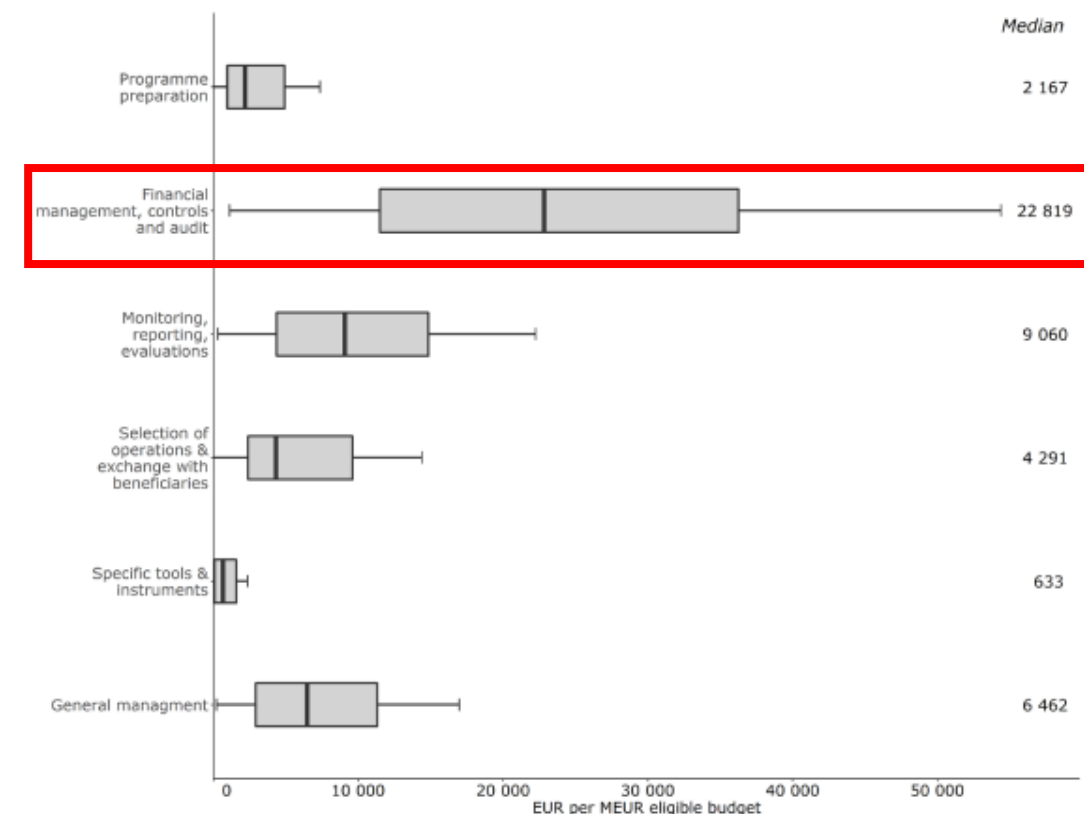 Median
Programme
preparation
2 167
Financial
management, controls
and audit
22 819
Monitoring,
reporting,
evaluations
9 060
Selection of
operations &
exchange with
beneficiaries
4 291
Specific tools &
instruments
633
General managment
6 462
0 10 000 20 000 30 000 40 000 50 000
EUR per MEUR eligible budget